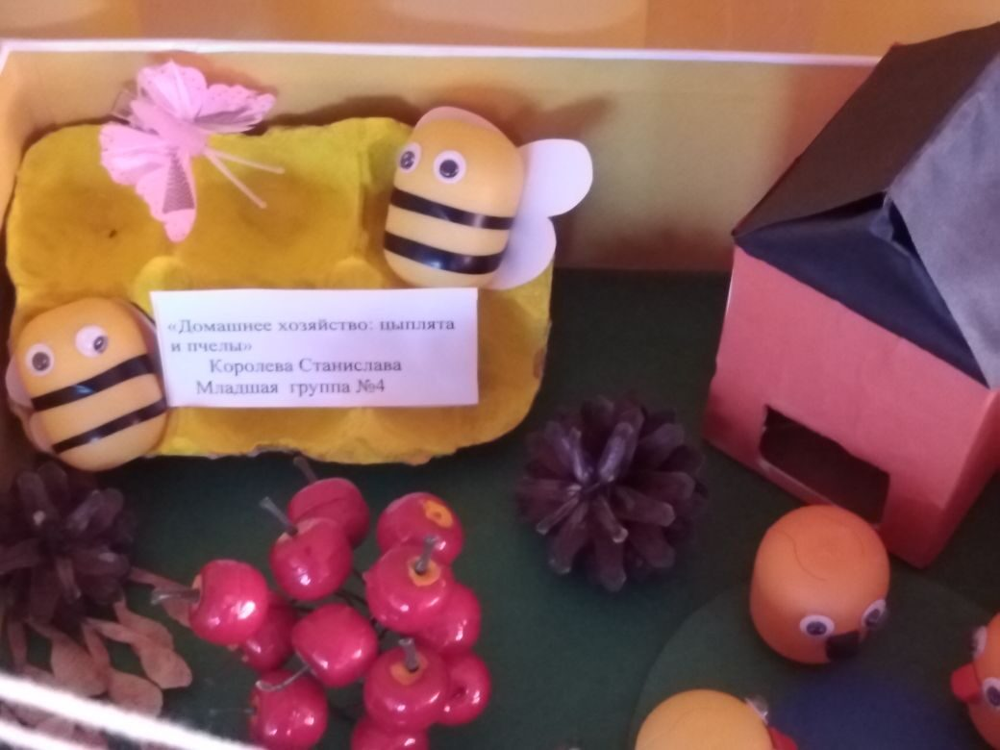 «Домашнее хозяйство: цыплята
и пчелы»
Королева Станислава
Младшая группа №4